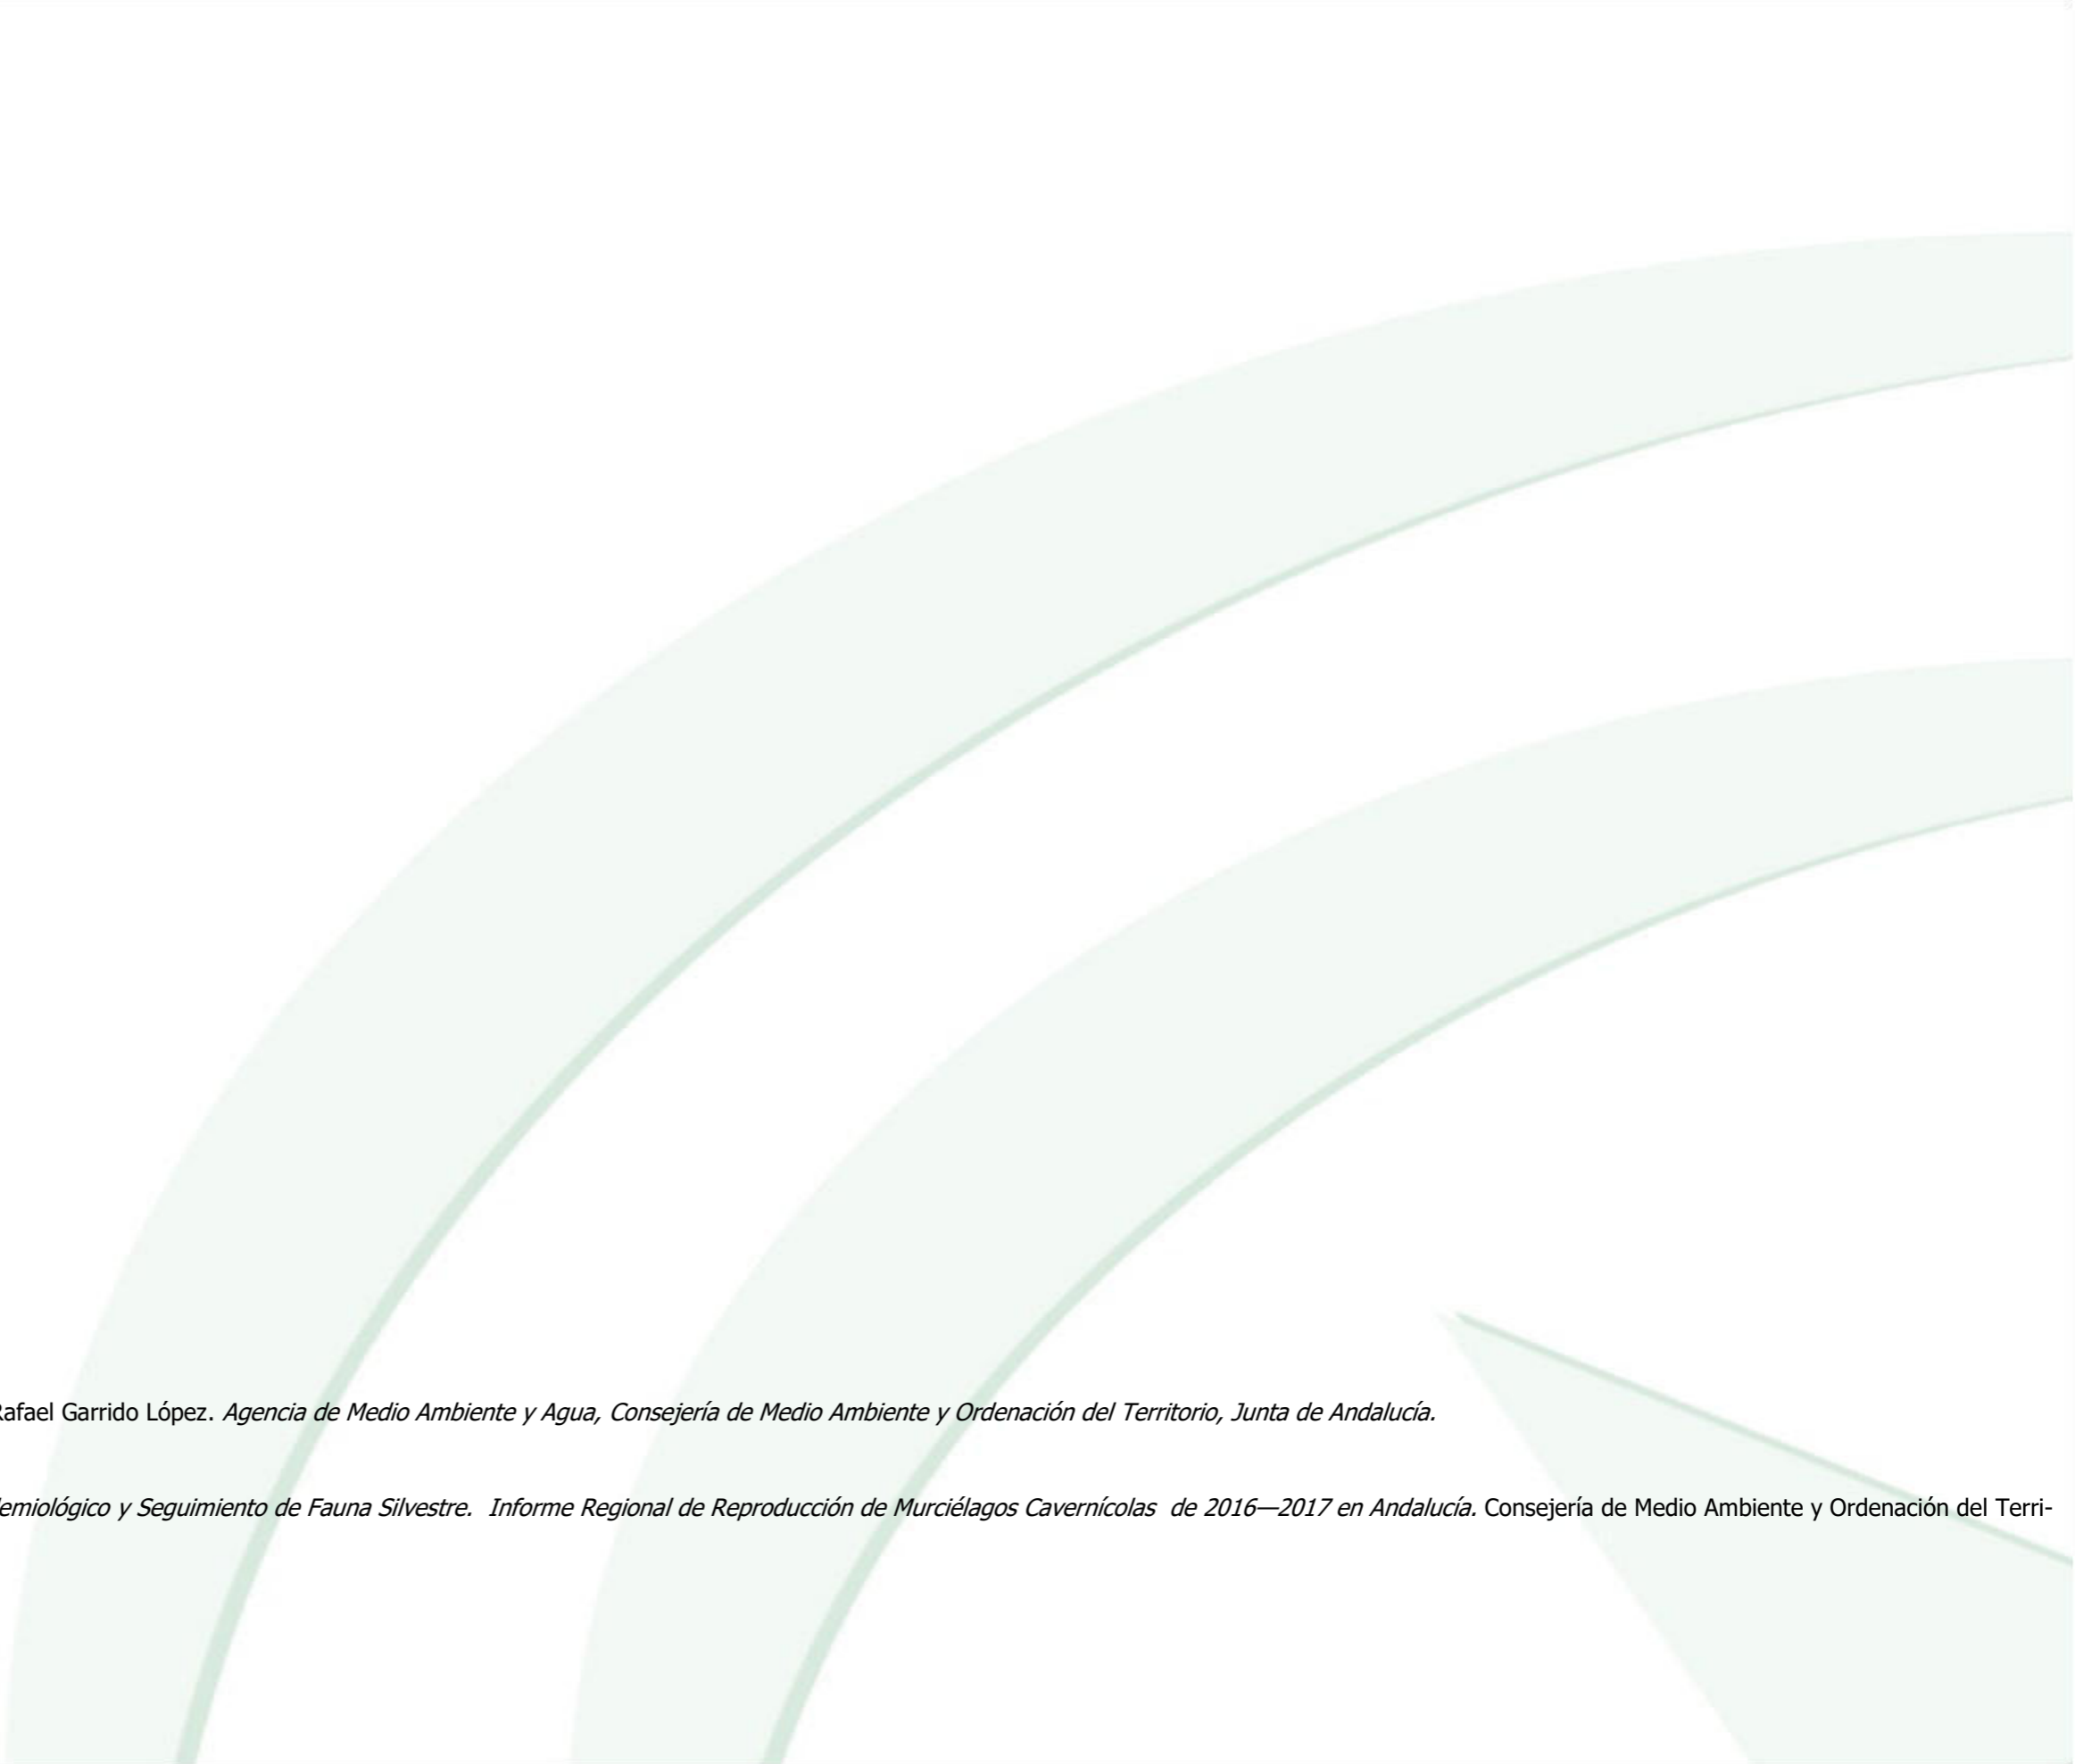 Rafael Garrido López. Agencia de Medio Ambiente y Agua, Consejería de Medio Ambiente y Ordenación del Territorio, Junta de Andalucía.
emiológico y Seguimiento de Fauna Silvestre. Informe Regional de Reproducción de Murciélagos Cavernícolas de 2016—2017 en Andalucía. Consejería de Medio Ambiente y Ordenación del Terri-